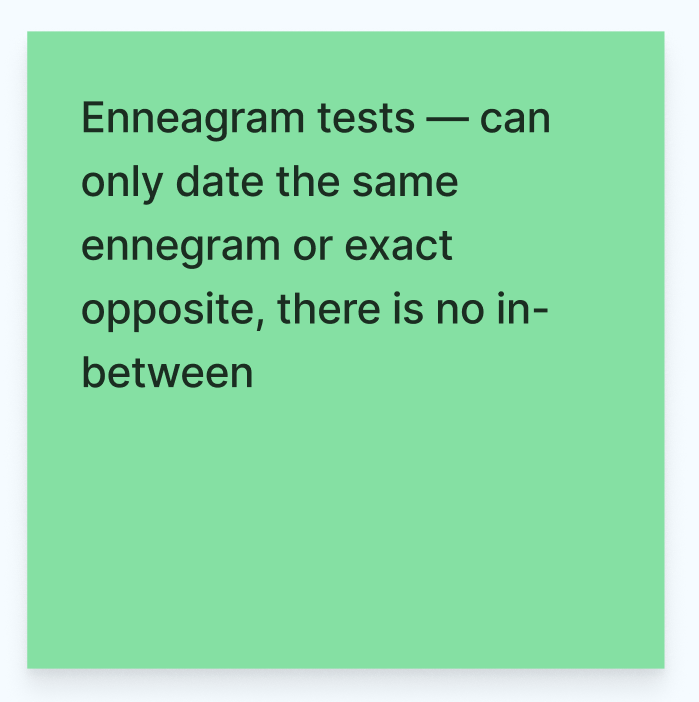 Enneagram tests — can
only date the same
ennegram or exact
opposite, there is no in-
between